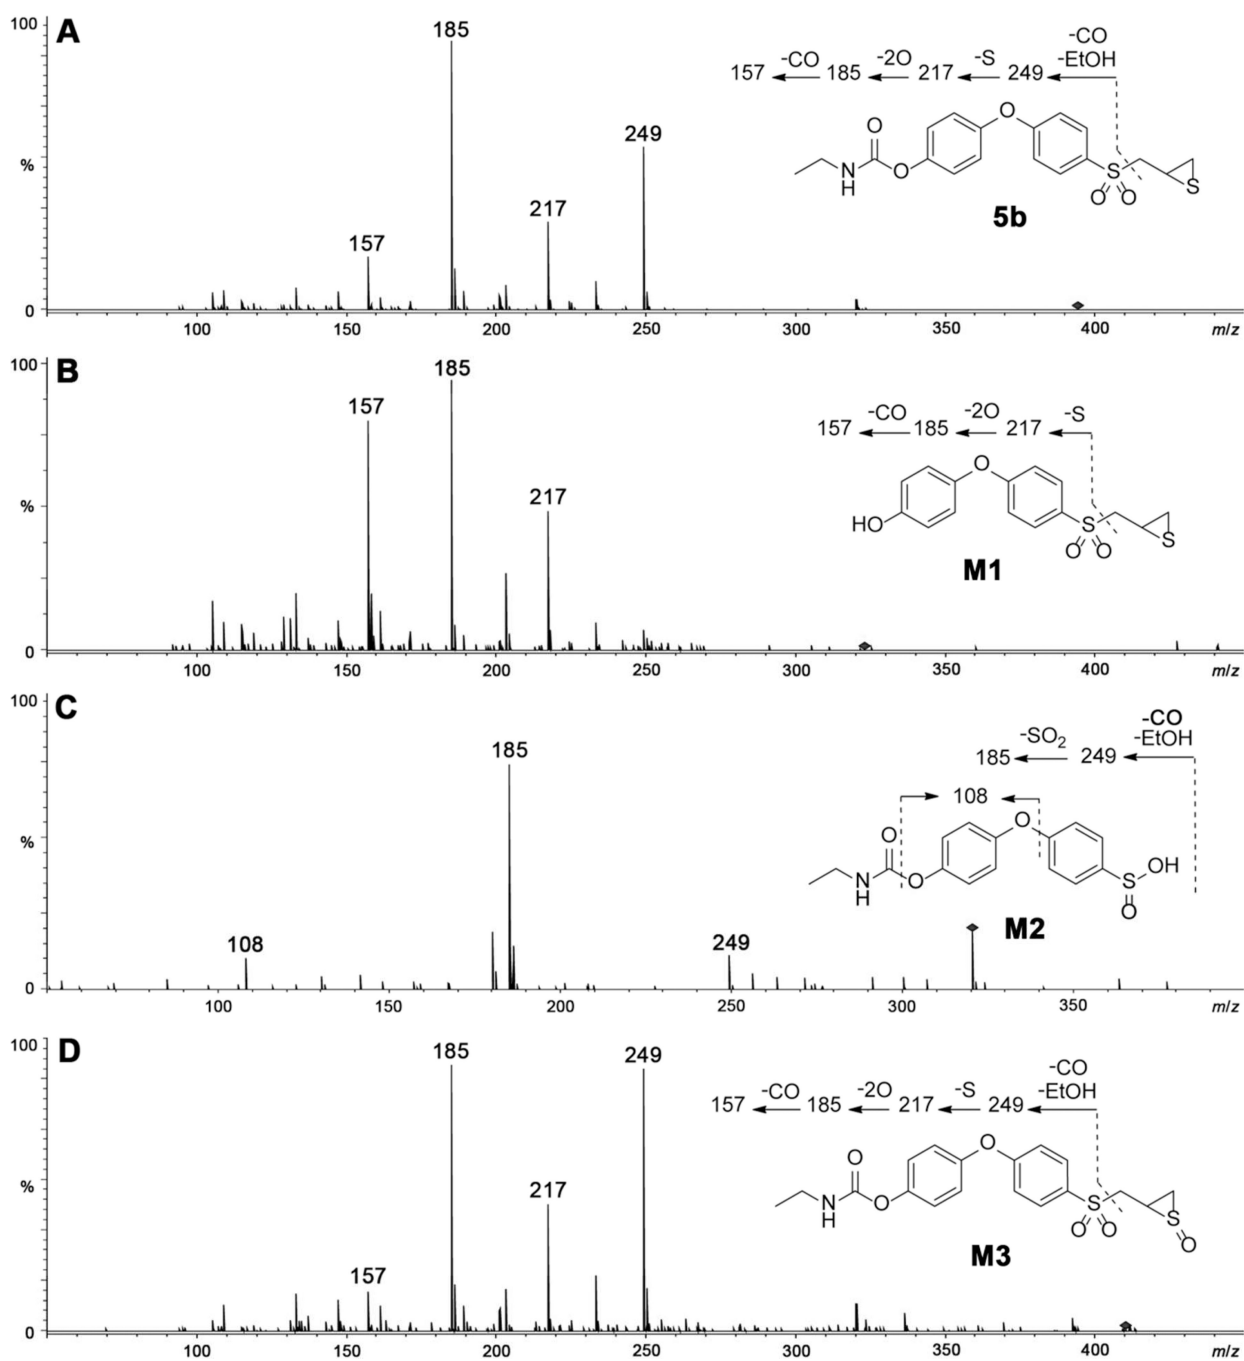 A
100
%
0
185
249
217
157
-CO
-CO -2O -S -EtOH
157 185 217 249
O
O
N
H
O
S
O O
S
5b
100 150 200 250 300 350 400 m/z
B
100
%
0
185
157
217
-CO -2O -S
157 185 217
O
HO
S
O O
S
M1
100 150 200 250 300 350 400 m/z
C
100
%
0
185
108
249
-CO
-SO2 -EtOH
185 249
108
O
O
N
H
O
S
OH
O
M2
100 150 200 250 300 350 m/z
D
100
%
0
185
249
217
157
-CO
-CO -2O -S -EtOH
157 185 217 249
O
O
N
H
O
S
O O
S
O
M3
100 150 200 250 300 350 400 m/z